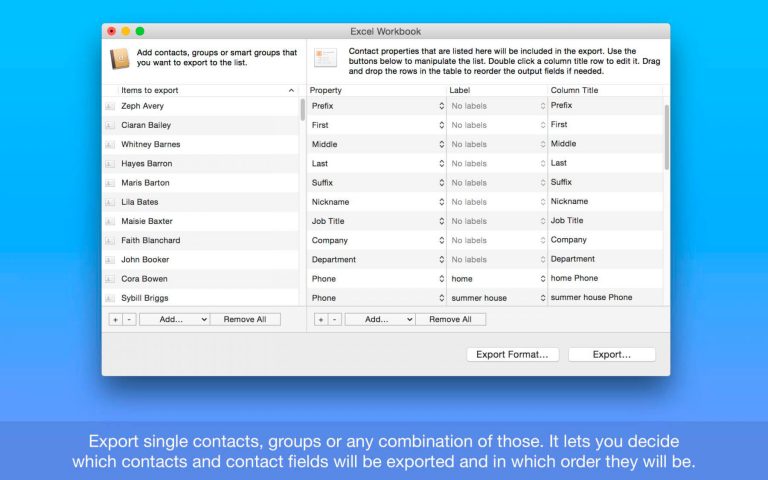 Excel Workbook
Add contacts, groups or smart groups that
you want to export to the list.
Contact properties that are listed here will be included in the export. Use the
buttons below to manipulate the list. Double click a column title row to edit it. Drag
and drop the rows in the table to reorder the output fields if needed.
Items to export
Property Label Column Title
Zeph Avery
Prefix No labels Prefix
Ciaran Bailey
First No labels First
Whitney Barnes
Middle No labels Middle
Hayes Barron
Last No labels Last
Maris Barton
Suffix No labels Suffix
Lila Bates
Nickname No labels Nickname
Maisie Baxter
Job Title No labels Job Title
Faith Blanchard
Company No labels Company
John Booker
Department No labels Department
Cora Bowen
Phone home home Phone
Sybill Briggs
Phone summer house summer house Phone
+ - Add... Remove All
+ - Add... Remove All
Export Format... Export...
Export single contacts, groups or any combination of those. It lets you decide
which contacts and contact fields will be exported and in which order they will be.